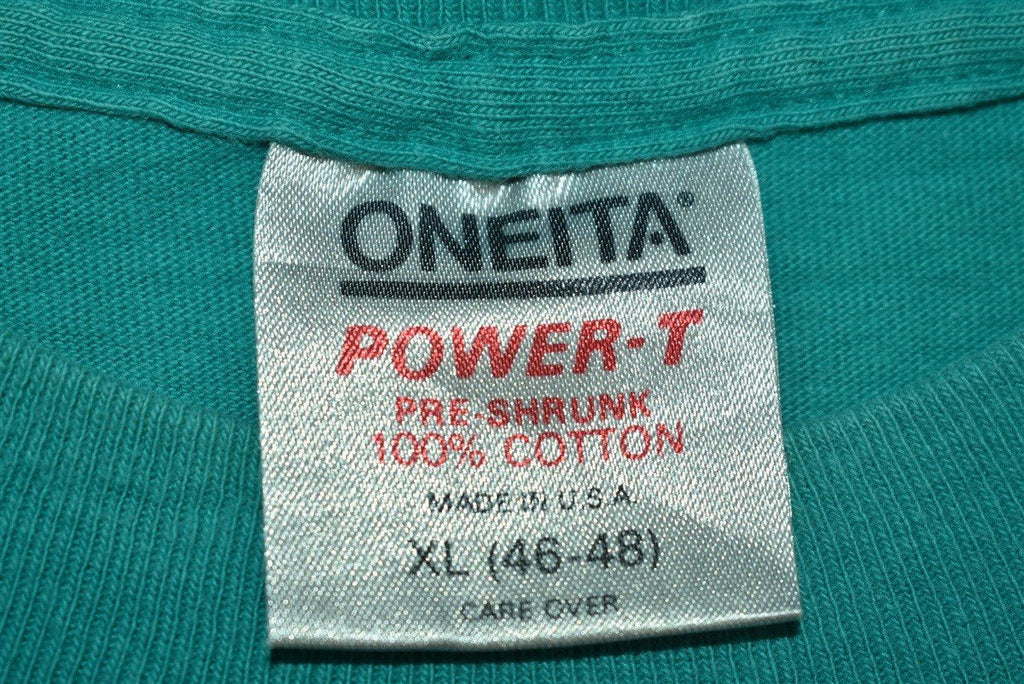 ONEITA®
POWER-T
PRE-SHRUNK
100% COTTON
MADE IN U.S.A.
XL (46-48)
CARE OVER